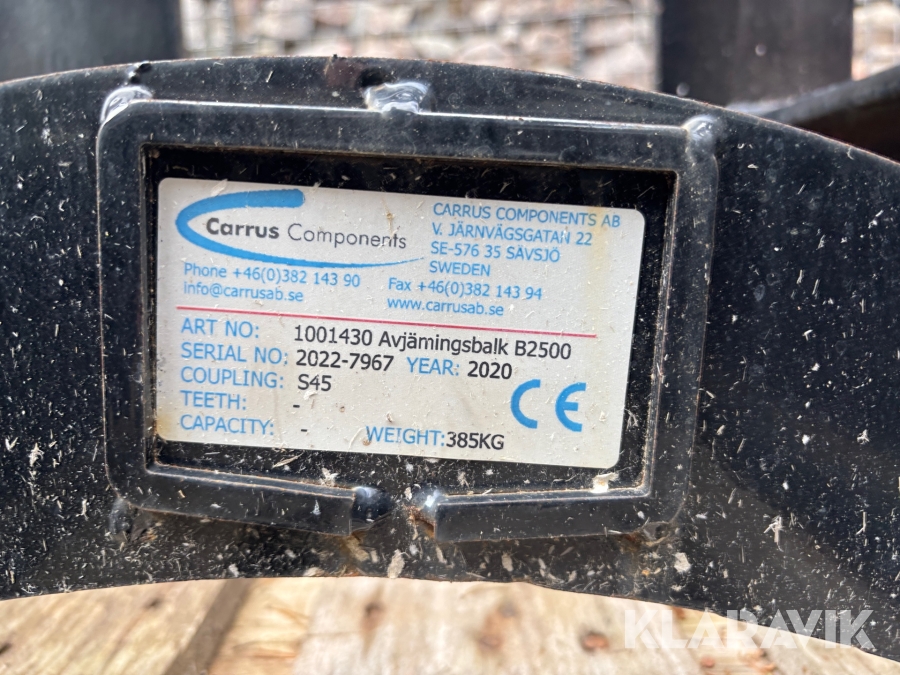 Carrus Components
CARRUS COMPONENTS AB
V. JÄRNVÄGSGATAN 22
SE-576 35 SÄVSJÖ
SWEDEN
Phone +46(0)382 143 90
Fax +46(0)382 143 94
info@carrusab.se
www.carrusab.se
ART NO: 1001430 Avjämingsbalk B2500
SERIAL NO: 2022-7967 YEAR: 2020
COUPLING: S45
TEETH: -
CAPACITY: - WEIGHT:385KG
CE
KLARAVIK